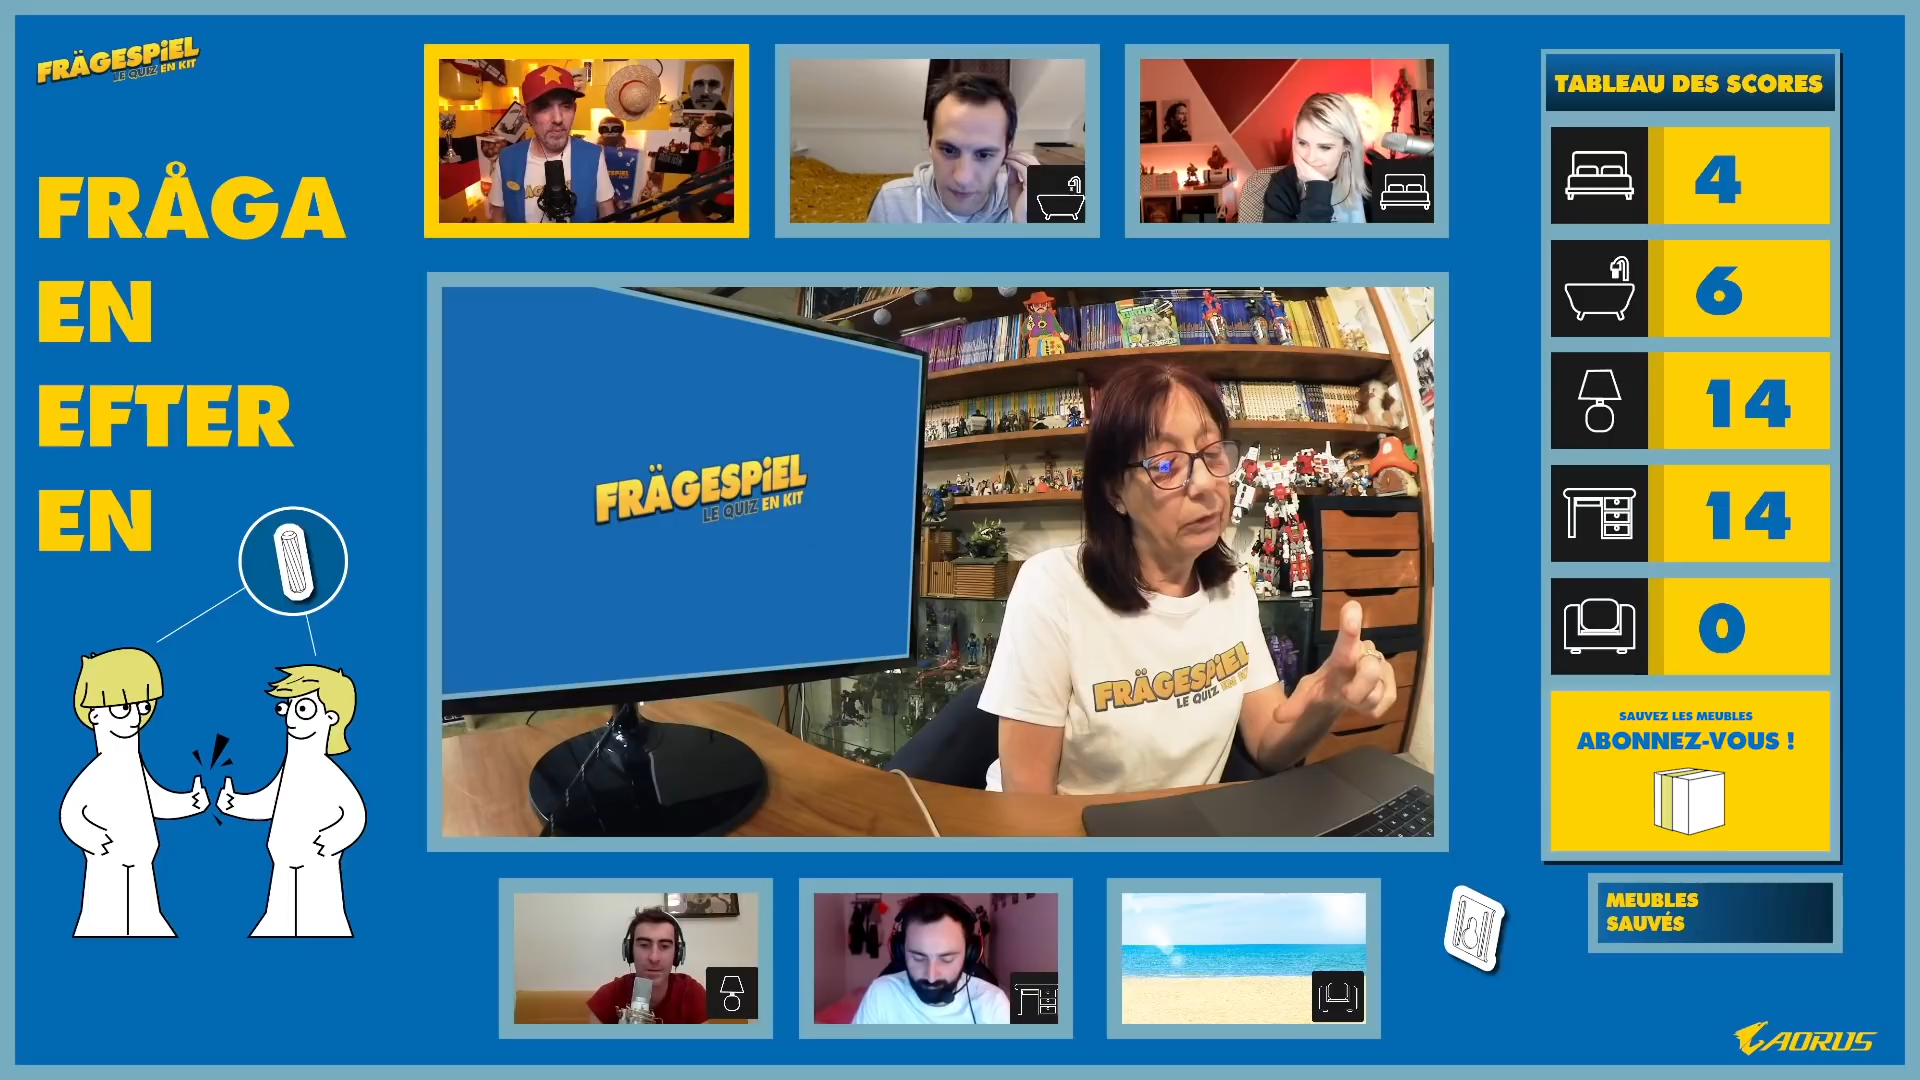 FRÄGESPiEL
LE QUIZ EN KIT
FRÅGA
EN
EFTER
EN
FRÄGESPiEL
LE QUIZ EN KIT
FRÄGESPiEL
LE QUIZ
TABLEAU DES SCORES
4
6
14
14
0
SAUVEZ LES MEUBLES
ABONNEZ-VOUS !
MEUBLES
SAUVÉS
AORUS